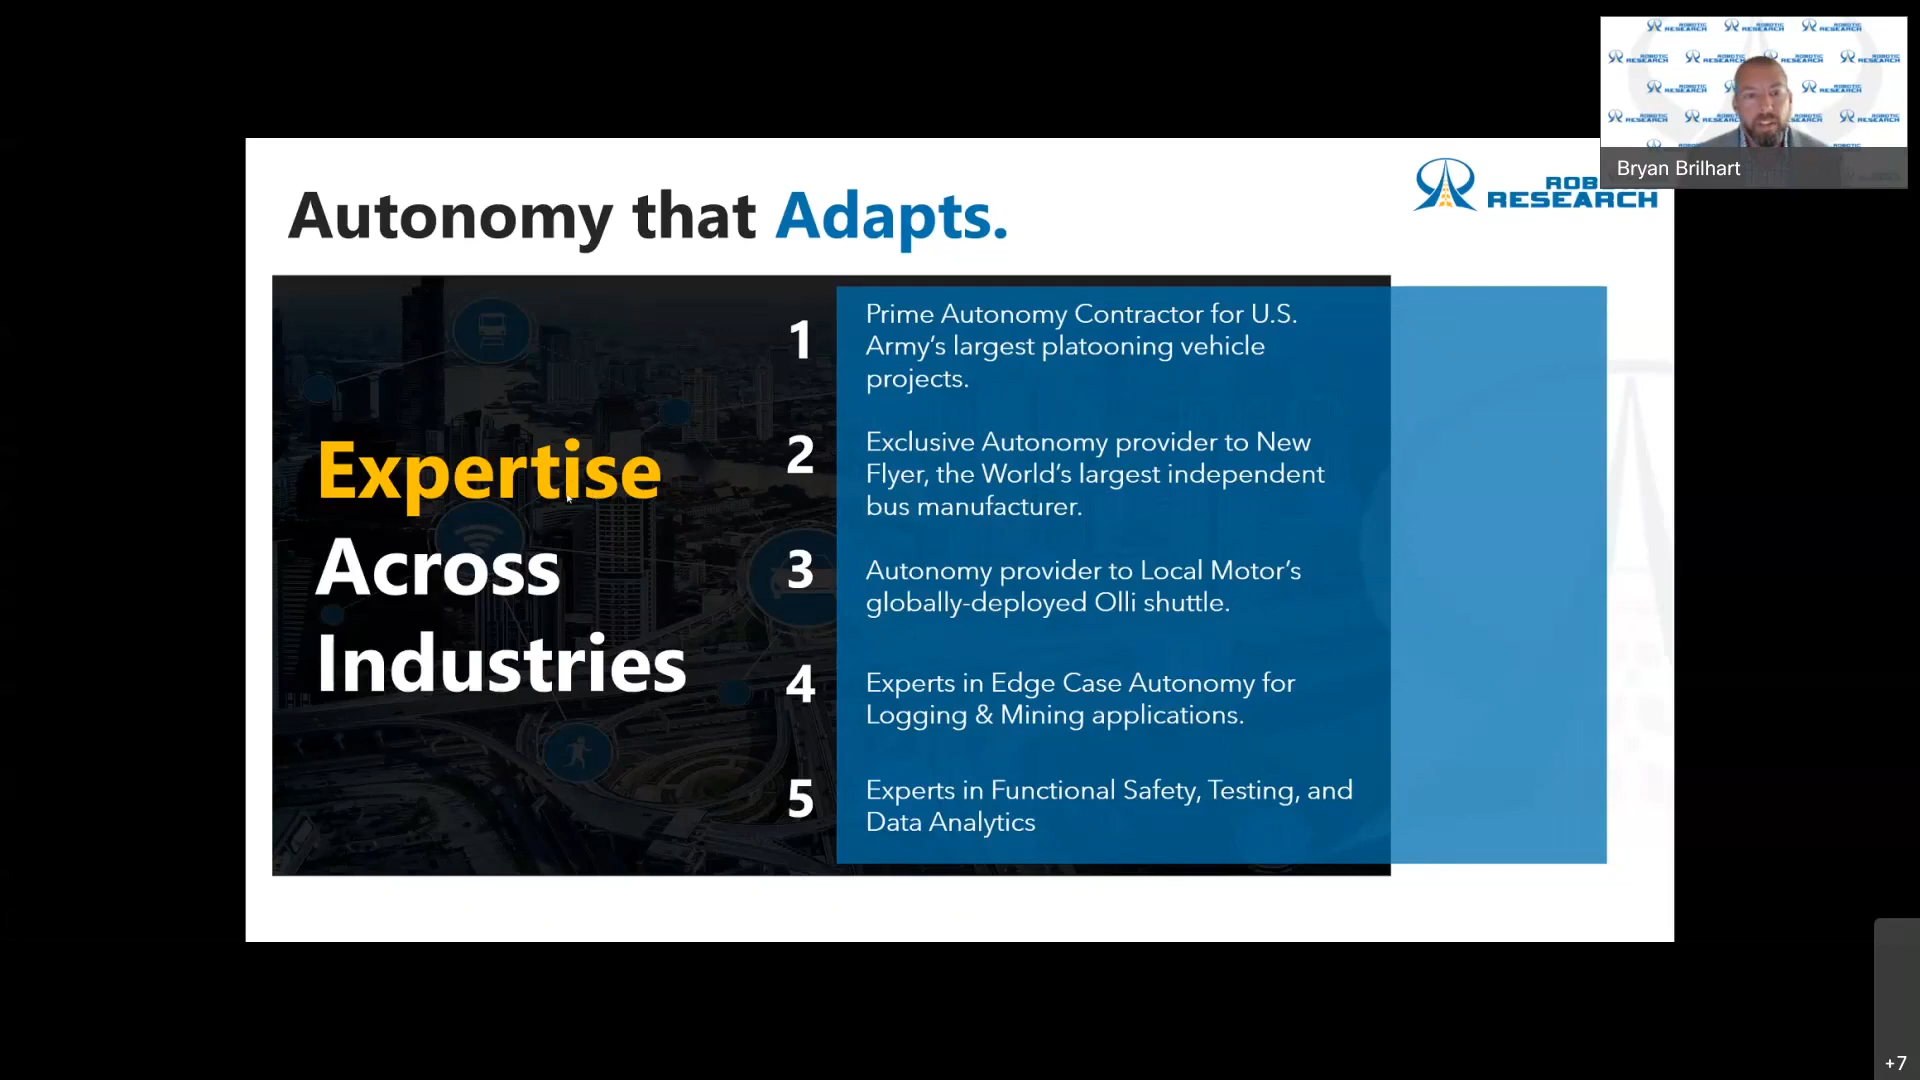 Autonomy that Adapts.
ROB
RESEARCH
Bryan Brilhart
Expertise
Across
Industries
1
Prime Autonomy Contractor for U.S.
Army’s largest platooning vehicle
projects.
2
Exclusive Autonomy provider to New
Flyer, the World’s largest independent
bus manufacturer.
3
Autonomy provider to Local Motor’s
globally-deployed Olli shuttle.
4
Experts in Edge Case Autonomy for
Logging & Mining applications.
5
Experts in Functional Safety, Testing, and
Data Analytics
+7